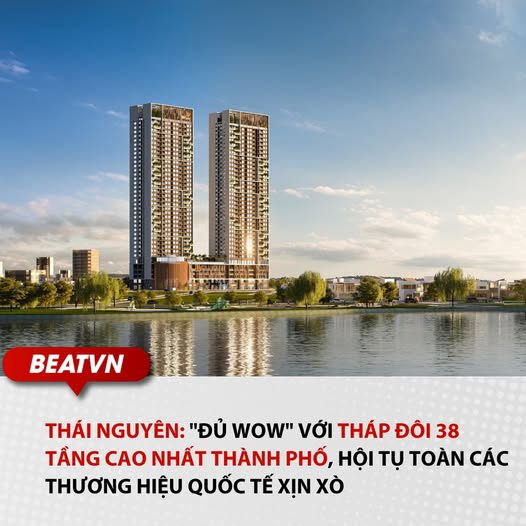 BEATVN
THÁI NGUYÊN: "ĐỦ WOW" VỚI THÁP ĐÔI 38
TẦNG CAO NHẤT THÀNH PHỐ, HỘI TỤ TOÀN CÁC
THƯƠNG HIỆU QUỐC TẾ XỊN XÒ